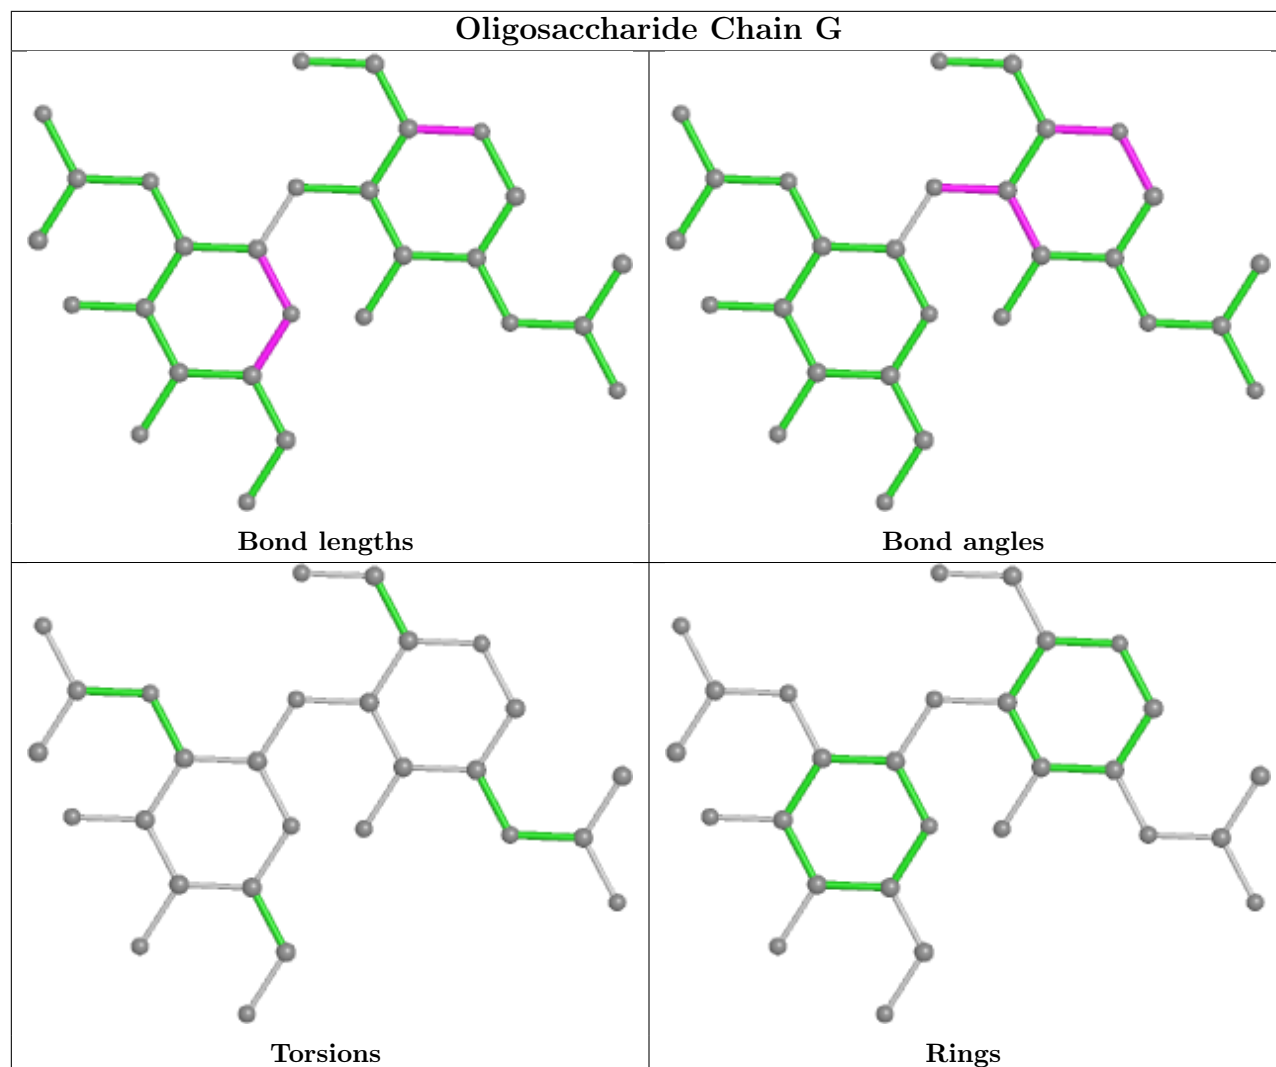 Oligosaccharide Chain G
Bond lengths
Bond angles
Torsions
Rings